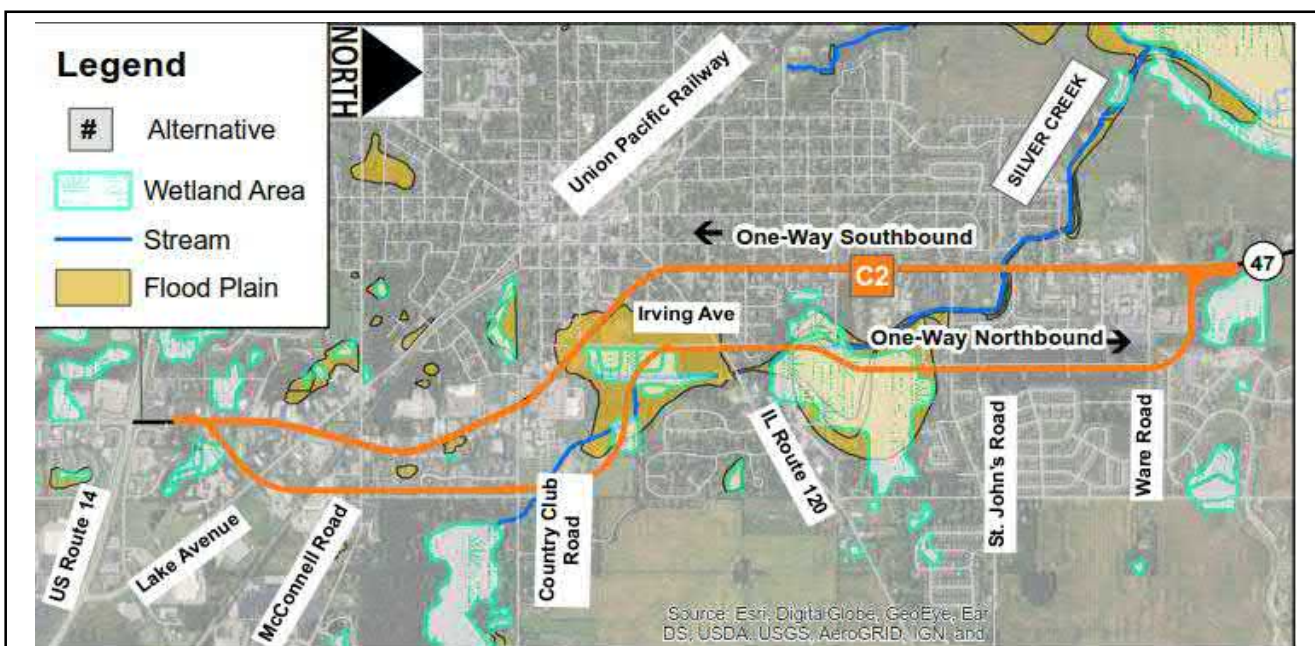 Legend
# Alternative
Wetland Area
Stream
Flood Plain
NORTH
Union Pacific Railway
SILVER CREEK
One-Way Southbound
C2
47
Irving Ave
One-Way Northbound
US Route 14
Lake Avenue
McConnell Road
Country Club
Road
IL Route 120
St. John's Road
Ware Road
Source: Esri, DigitalGlobe, GeoEye, Ear
DS, USDA, USGS, AeroGRID, IGN, and